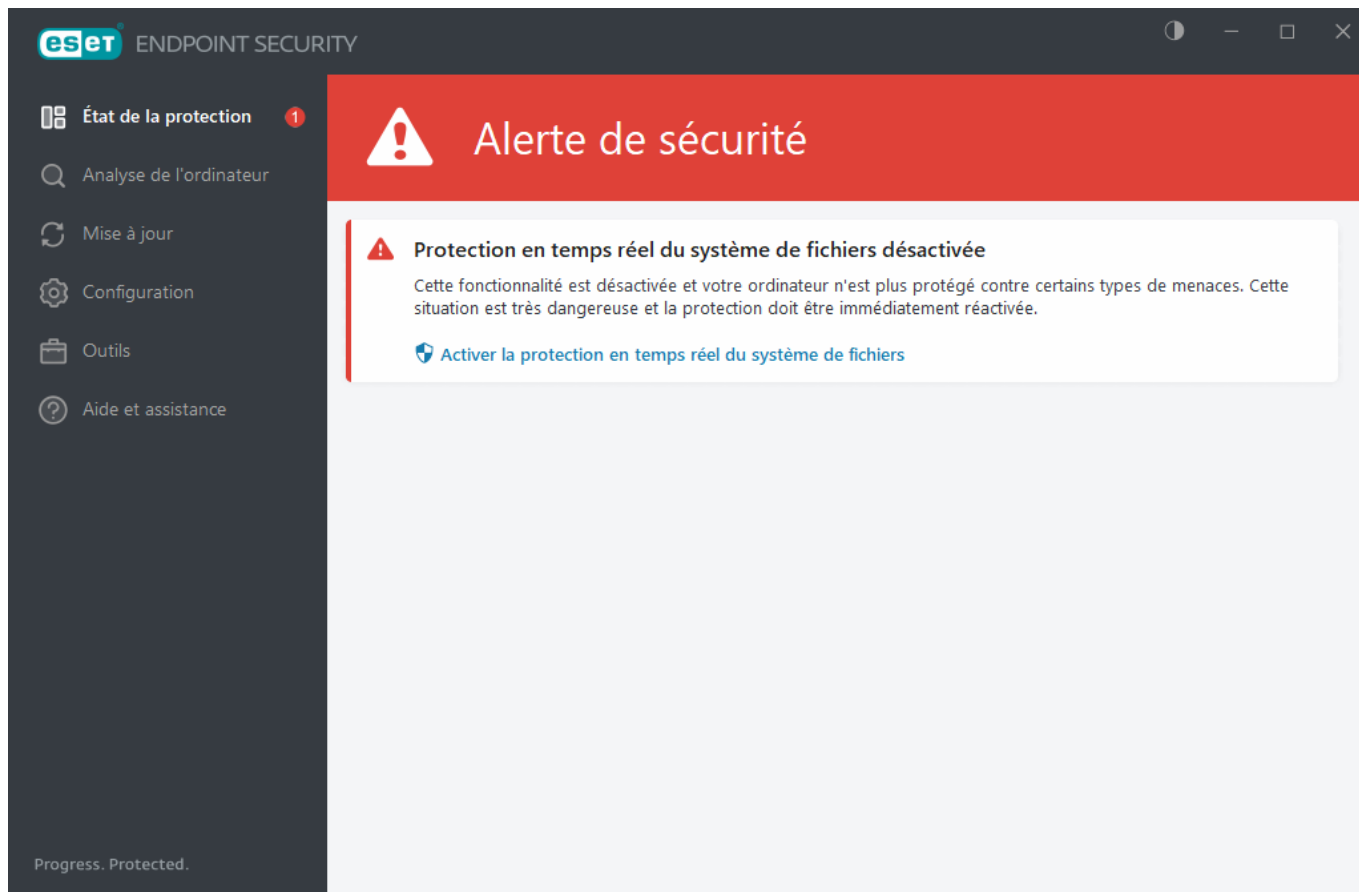 eset ENDPOINT SECURITY
État de la protection 1
Analyse de l'ordinateur
Mise à jour
Configuration
Outils
Aide et assistance
Progress. Protected.
Alerte de sécurité
Protection en temps réel du système de fichiers désactivée
Cette fonctionnalité est désactivée et votre ordinateur n'est plus protégé contre certains types de menaces. Cette
situation est très dangereuse et la protection doit être immédiatement réactivée.
Activer la protection en temps réel du système de fichiers